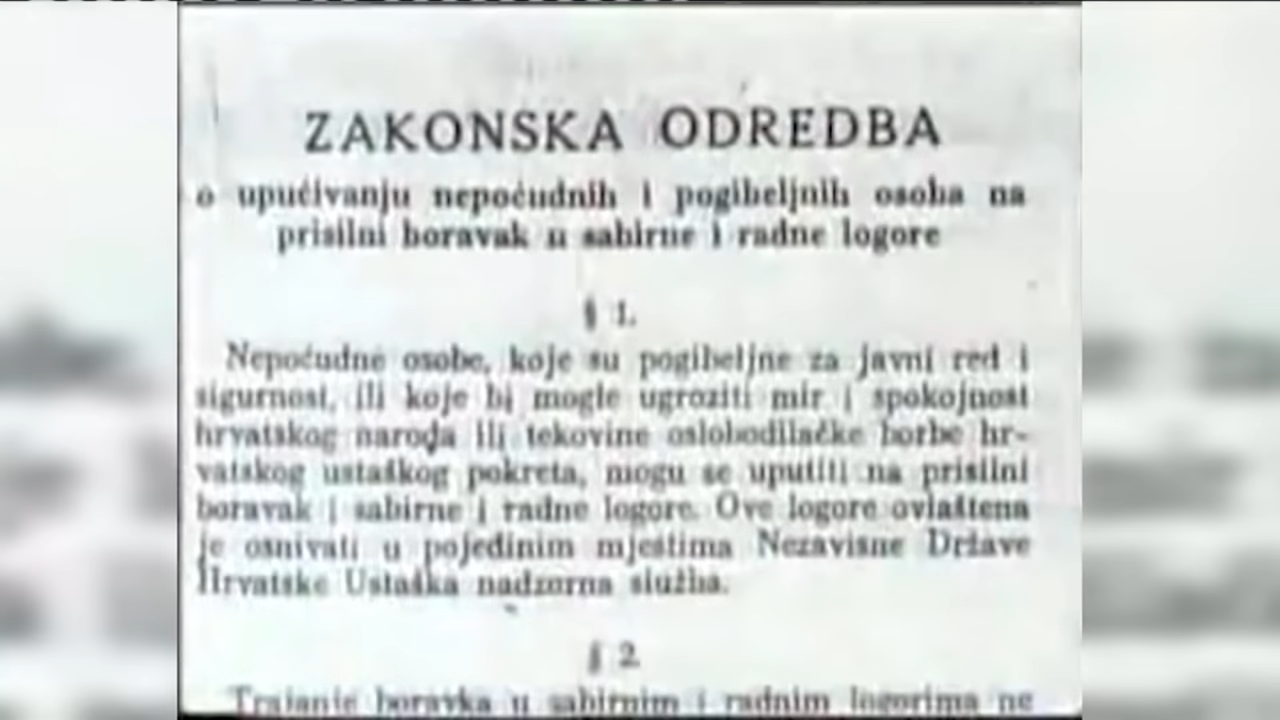 ZAKONSKA ODREDBA
o upućivanju nepoćudnih i pogibeljnih osoba na
prisilni boravak u sabirne i radne logore
§ 1.
Nepoćudne osobe, koje su pogibeljne za javni red i
sigurnost, ili koje bi mogle ugroziti mir i spokojnost
hrvatskog naroda ili tekovine oslobodilačke borbe hr-
vatskog ustaškog pokreta, mogu se uputiti na prisilni
boravak i sabirne i radne logore. Ove logore ovlaštena
je osnivati u pojedinim mjestima Nezavisne Države
Hrvatske Ustaška nadzorna služba.
§ 2.
Trajanje boravka u sabirnim i radnim logorima ne